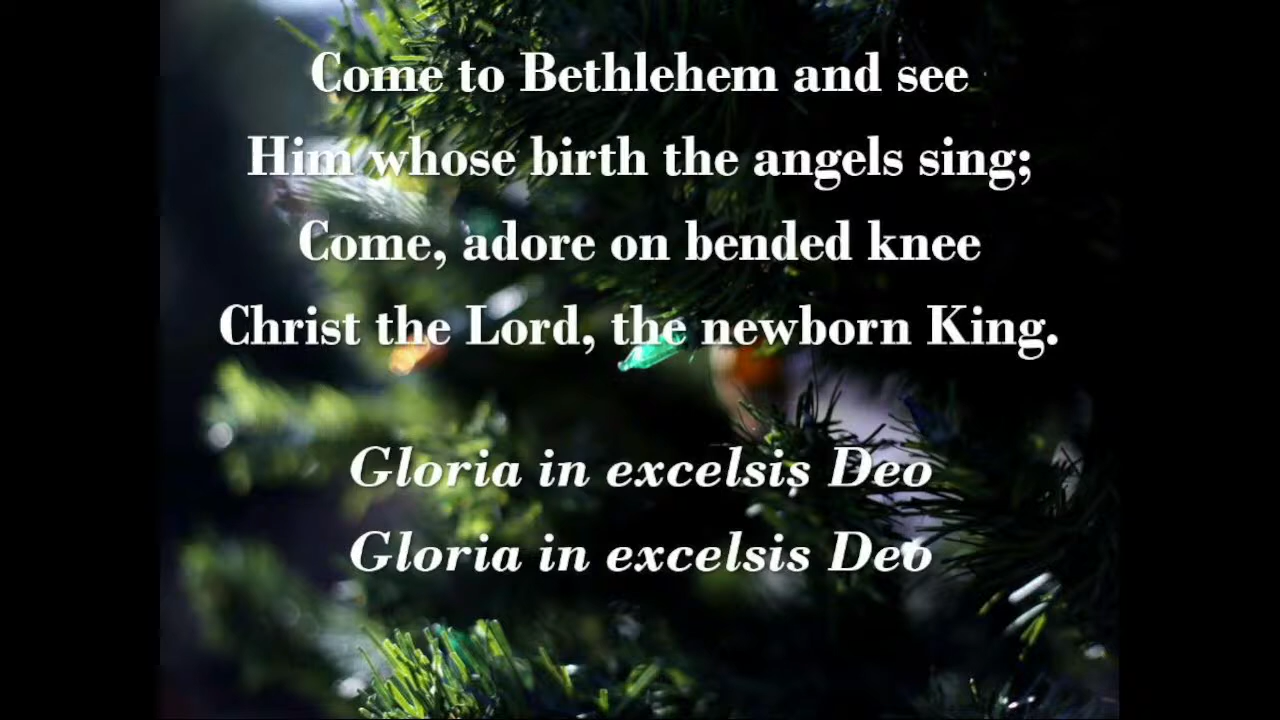 Come to Bethlehem and see
Him whose birth the angels sing;
Come, adore on bended knee
Christ the Lord, the newborn King.
Gloria in excelsis Deo
Gloria in excelsis Deo